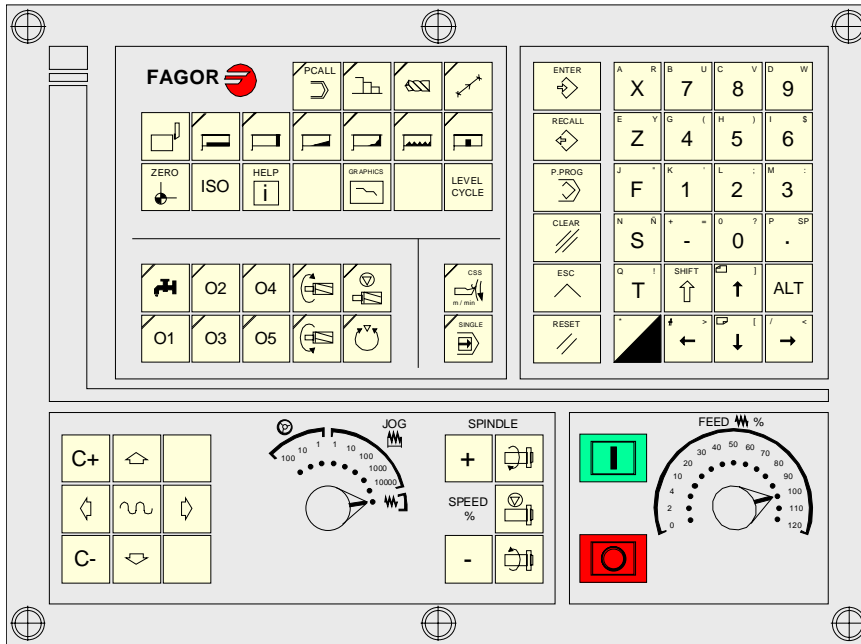 FAGOR
PCALL
ZERO
ISO
HELP
i
GRAPHICS
LEVEL
CYCLE
O2
O4
O1
O3
O5
CSS
m / min
SINGLE
ENTER
RECALL
P.PROG
CLEAR
ESC
RESET
A R
X
B U
7
C V
8
D W
9
E Y
Z
G (
4
H )
5
I $
6
J "
F
K '
1
L ;
2
M :
3
N Ñ
S
+ =
-
O ?
0
P SP
.
Q !
T
SHIFT
]
ALT
*
# >
[
/ <
C+
C-
JOG
100 10 1 1 10 100 1000 10000
SPINDLE
+
SPEED
%
-
FEED %
0 2 4 10 20 30 40 50 60 70 80 90 100 110 120